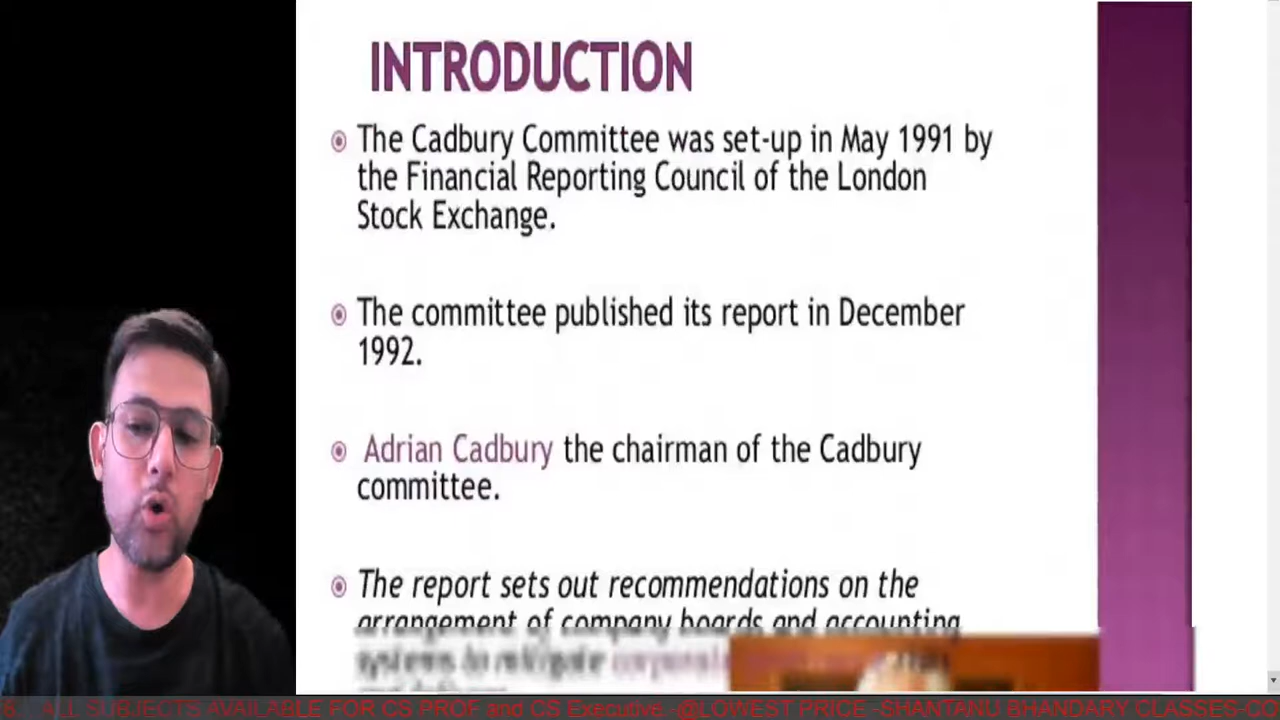 INTRODUCTION
The Cadbury Committee was set-up in May 1991 by
the Financial Reporting Council of the London
Stock Exchange.
The committee published its report in December
1992.
Adrian Cadbury the chairman of the Cadbury
committee.
The report sets out recommendations on the
arrangement of company boards and accounting
systems to mitigate
ALL SUBJECTS AVAILABLE FOR CS PROF and CS Executive-@LOWEST PRICE -SHANTANU BHANDARY CLASSES-CO